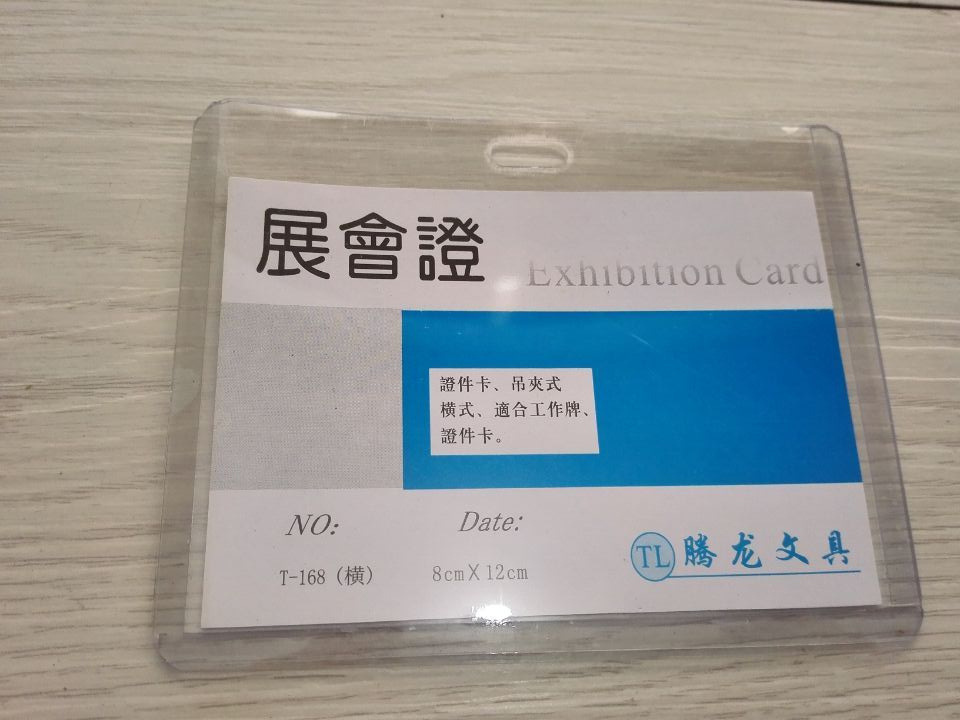 展會證
Exhibition Card
證件卡、吊夾式
橫式、適合工作牌、
證件卡。
NO:
Date:
T-168（橫）
8cmX12cm
TL 腾龙文具